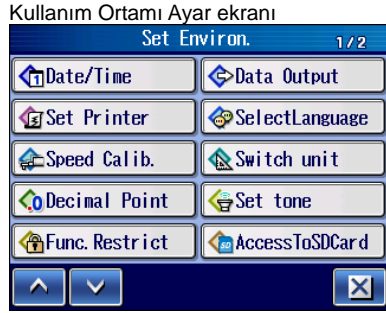 Kullanım Ortamı Ayar ekranı
Set Environ. 1/2
Date/Time Data Output
Set Printer SelectLanguage
Speed Calib. Switch unit
Decimal Point Set tone
Func.Restrict AccessToSDCard